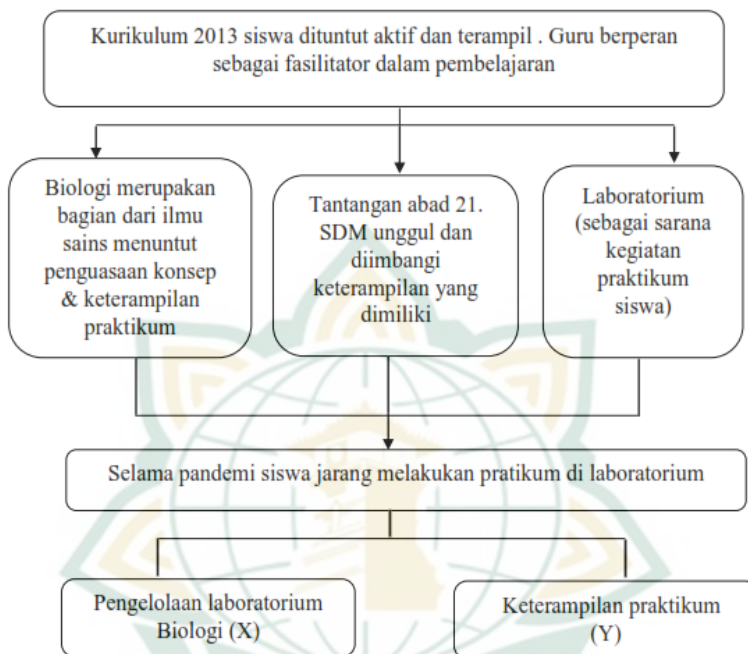 Kurikulum 2013 siswa dituntut aktif dan terampil . Guru berperan
sebagai fasilitator dalam pembelajaran
Biologi merupakan
bagian dari ilmu
sains menuntut
penguasaan konsep
& keterampilan
praktikum
Tantangan abad 21.
SDM unggul dan
diimbangi
keterampilan yang
dimiliki
Laboratorium
(sebagai sarana
kegiatan
praktikum
siswa)
Selama pandemi siswa jarang melakukan pratikum di laboratorium
Pengelolaan laboratorium
Biologi (X)
Keterampilan praktikum
(Y)